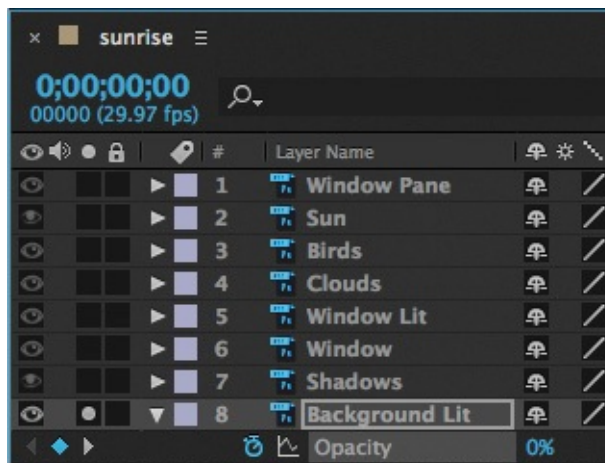 sunrise
0;00;00;00
00000 (29.97 fps)
# Layer Name
1 Window Pane
2 Sun
3 Birds
4 Clouds
5 Window Lit
6 Window
7 Shadows
8 Background Lit
Opacity 0%